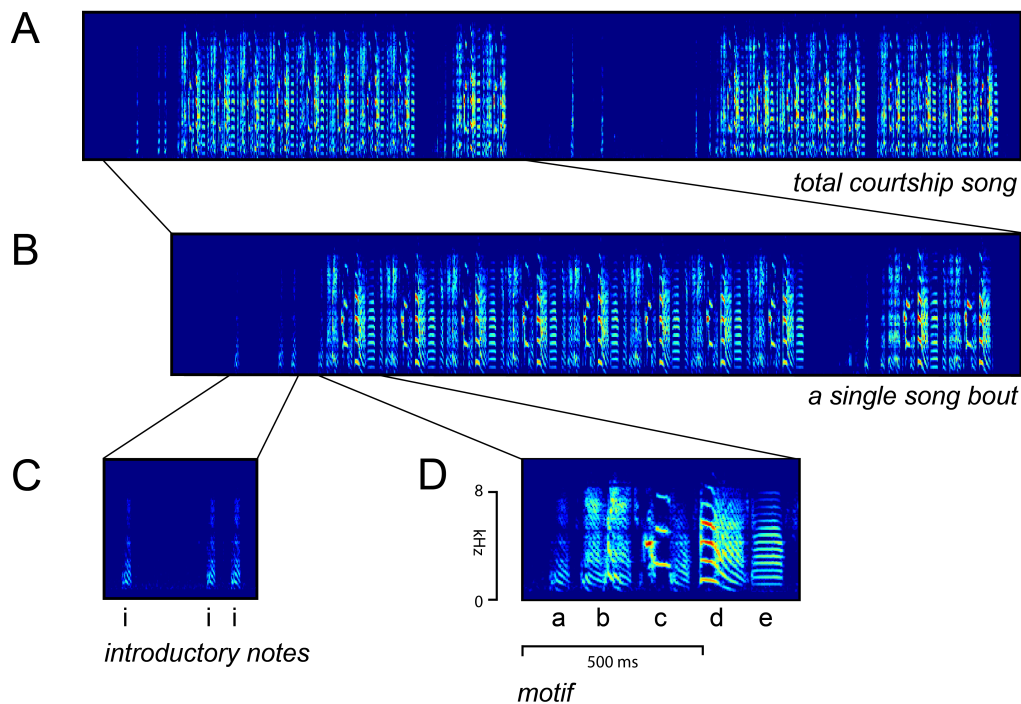 A
total courtship song
B
a single song bout
C
i i i
introductory notes
D
8
kHz
0
a b c d e
500 ms
motif